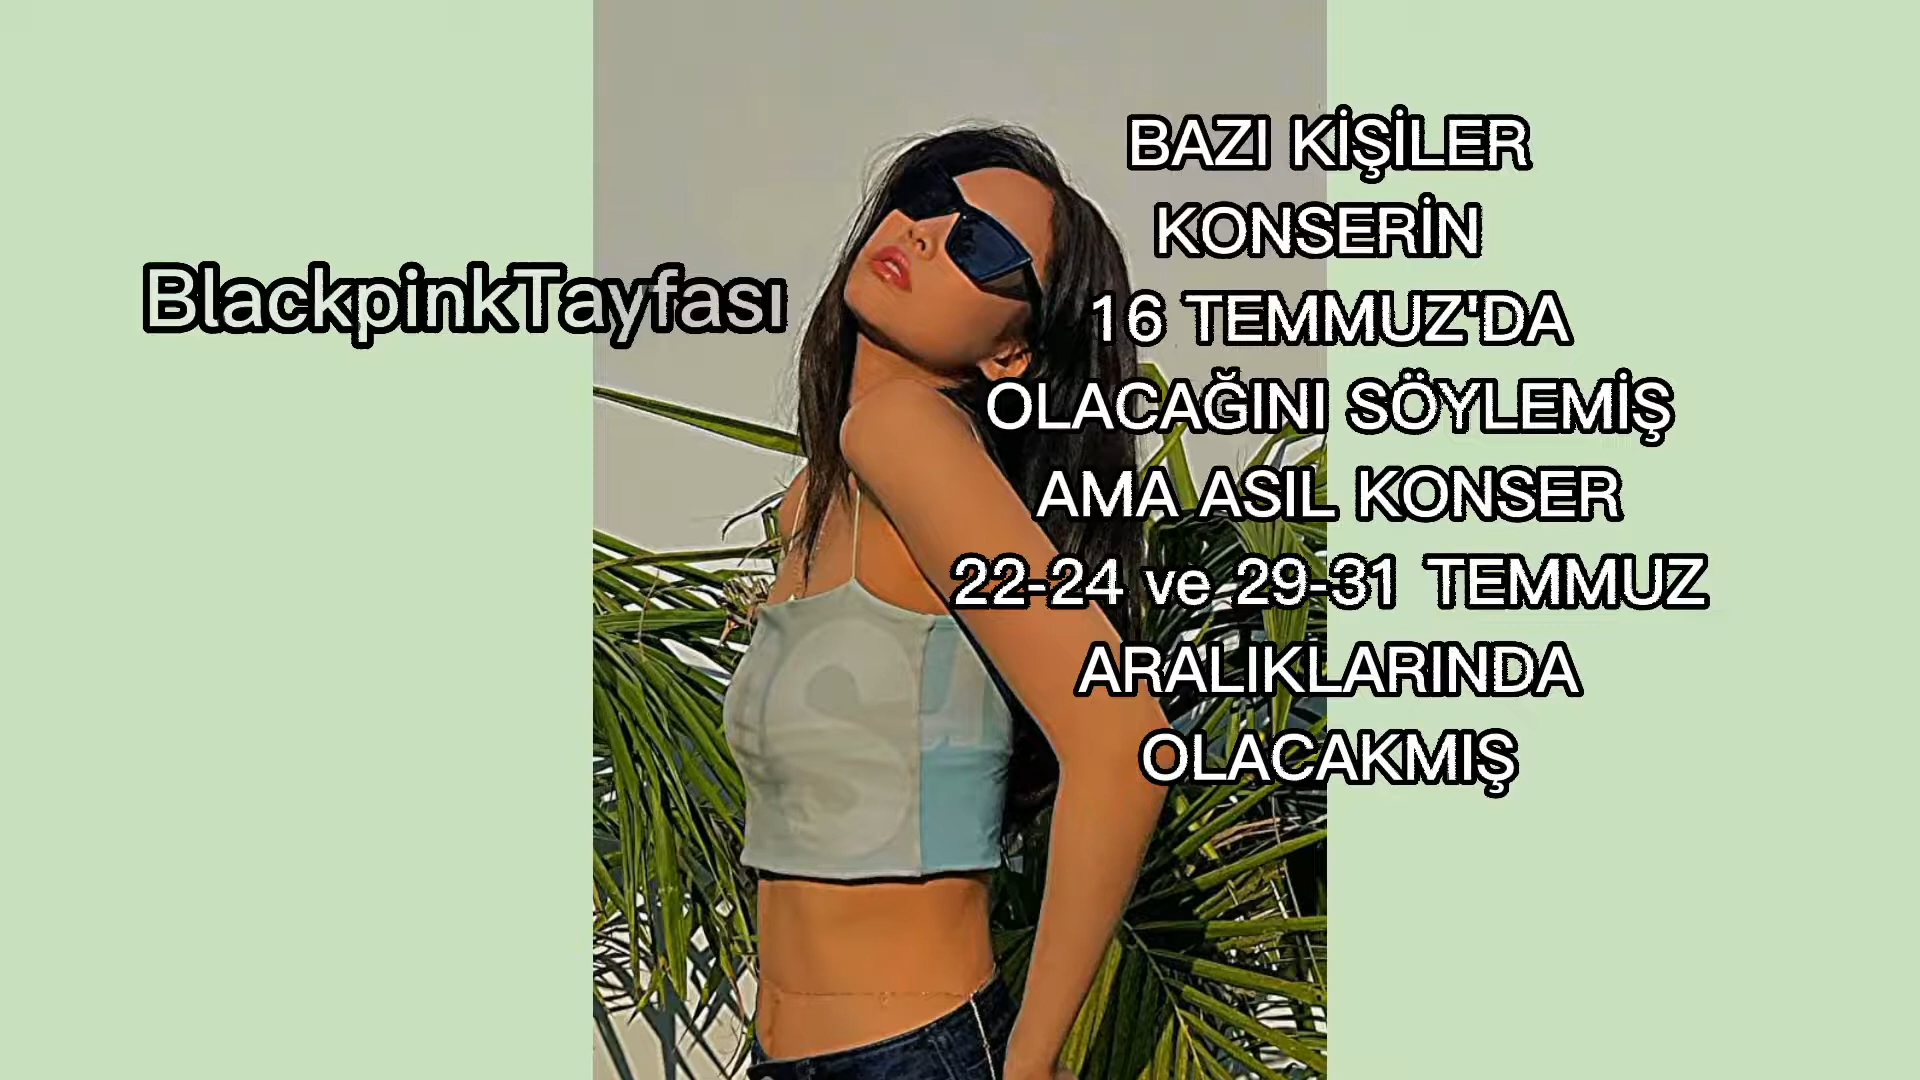 BlackpinkTayfası
BAZI KİŞİLER
KONSERİN
16 TEMMUZ'DA
OLACAĞINI SÖYLEMİŞ
AMA ASIL KONSER
22-24 ve 29-31 TEMMUZ
ARALIKLARINDA
OLACAKMIŞ